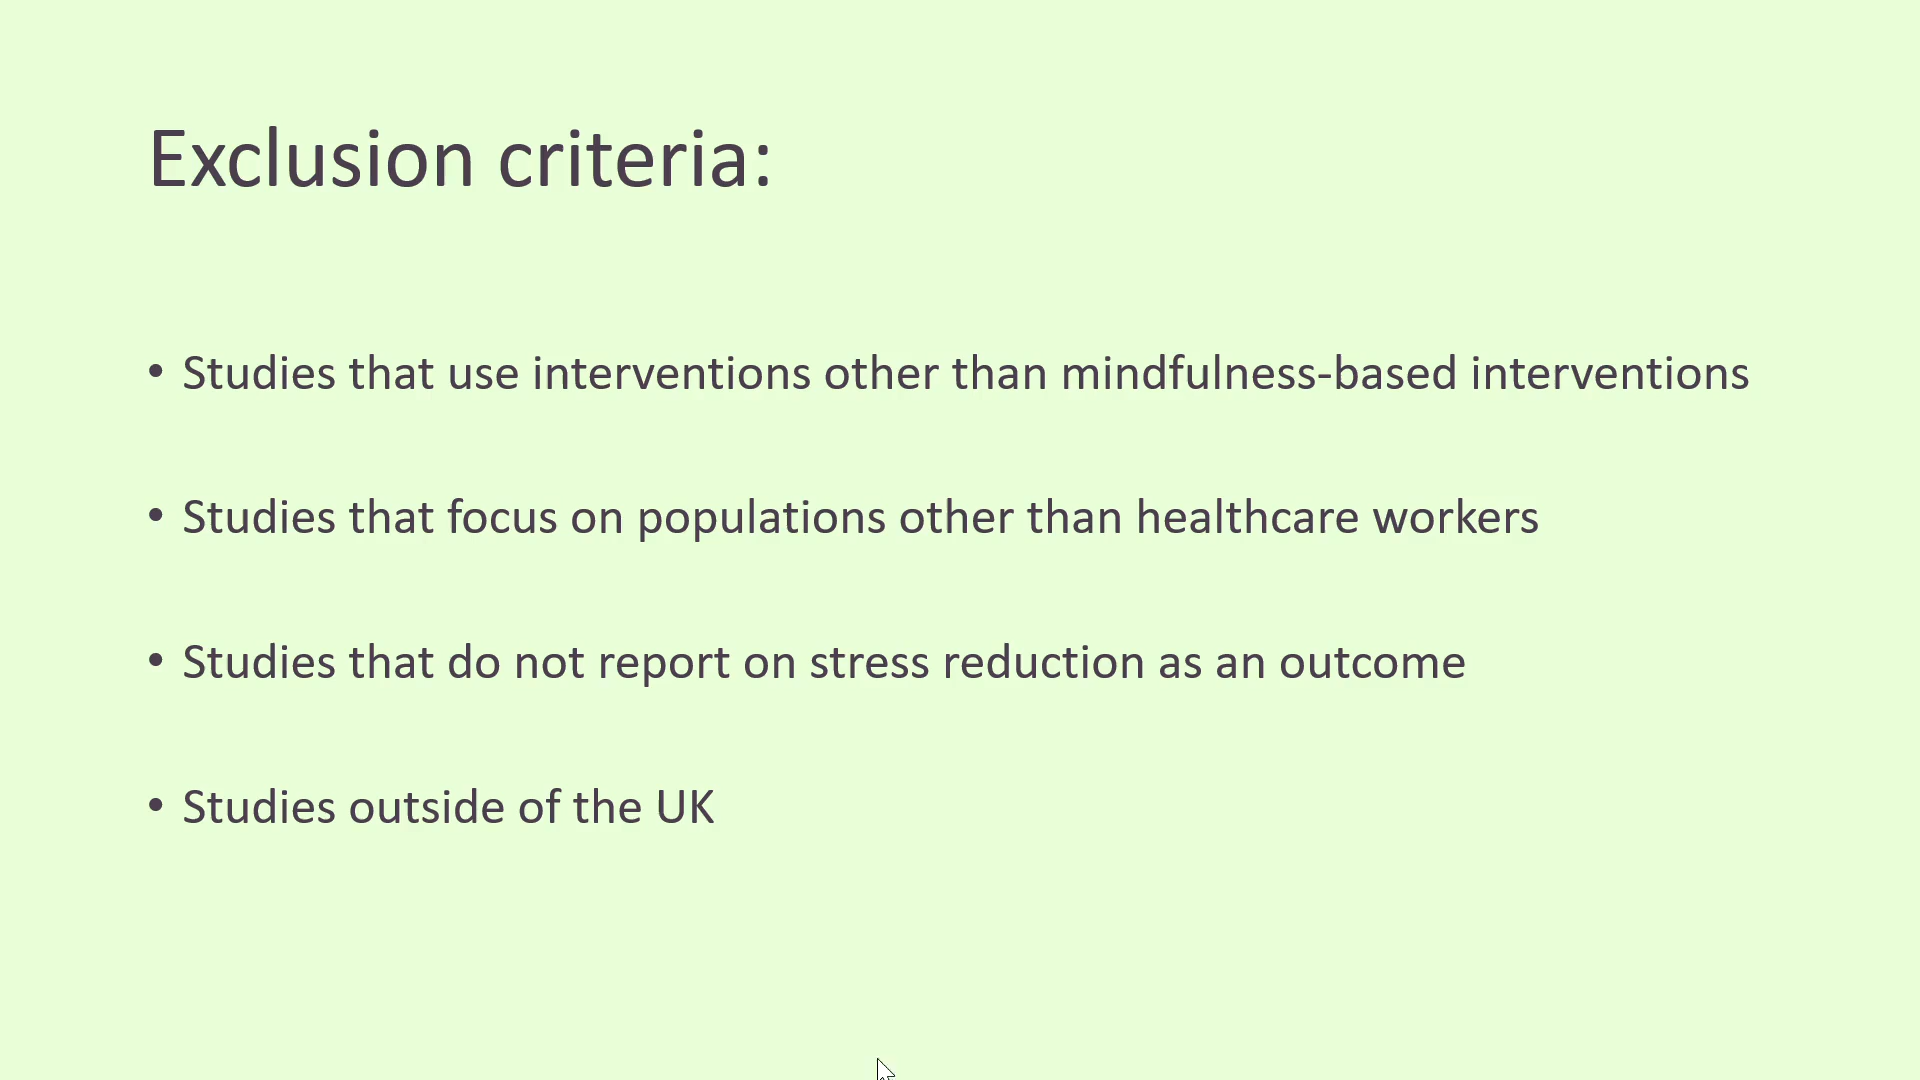 Exclusion criteria:
• Studies that use interventions other than mindfulness-based interventions
• Studies that focus on populations other than healthcare workers
• Studies that do not report on stress reduction as an outcome
• Studies outside of the UK